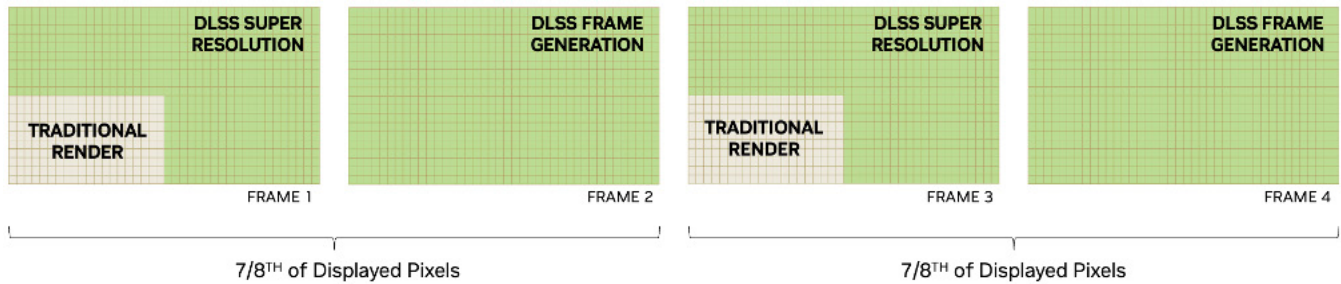 DLSS SUPER
RESOLUTION
TRADITIONAL
RENDER
FRAME 1
DLSS FRAME
GENERATION
FRAME 2
7/8TH of Displayed Pixels
DLSS SUPER
RESOLUTION
TRADITIONAL
RENDER
FRAME 3
DLSS FRAME
GENERATION
FRAME 4
7/8TH of Displayed Pixels